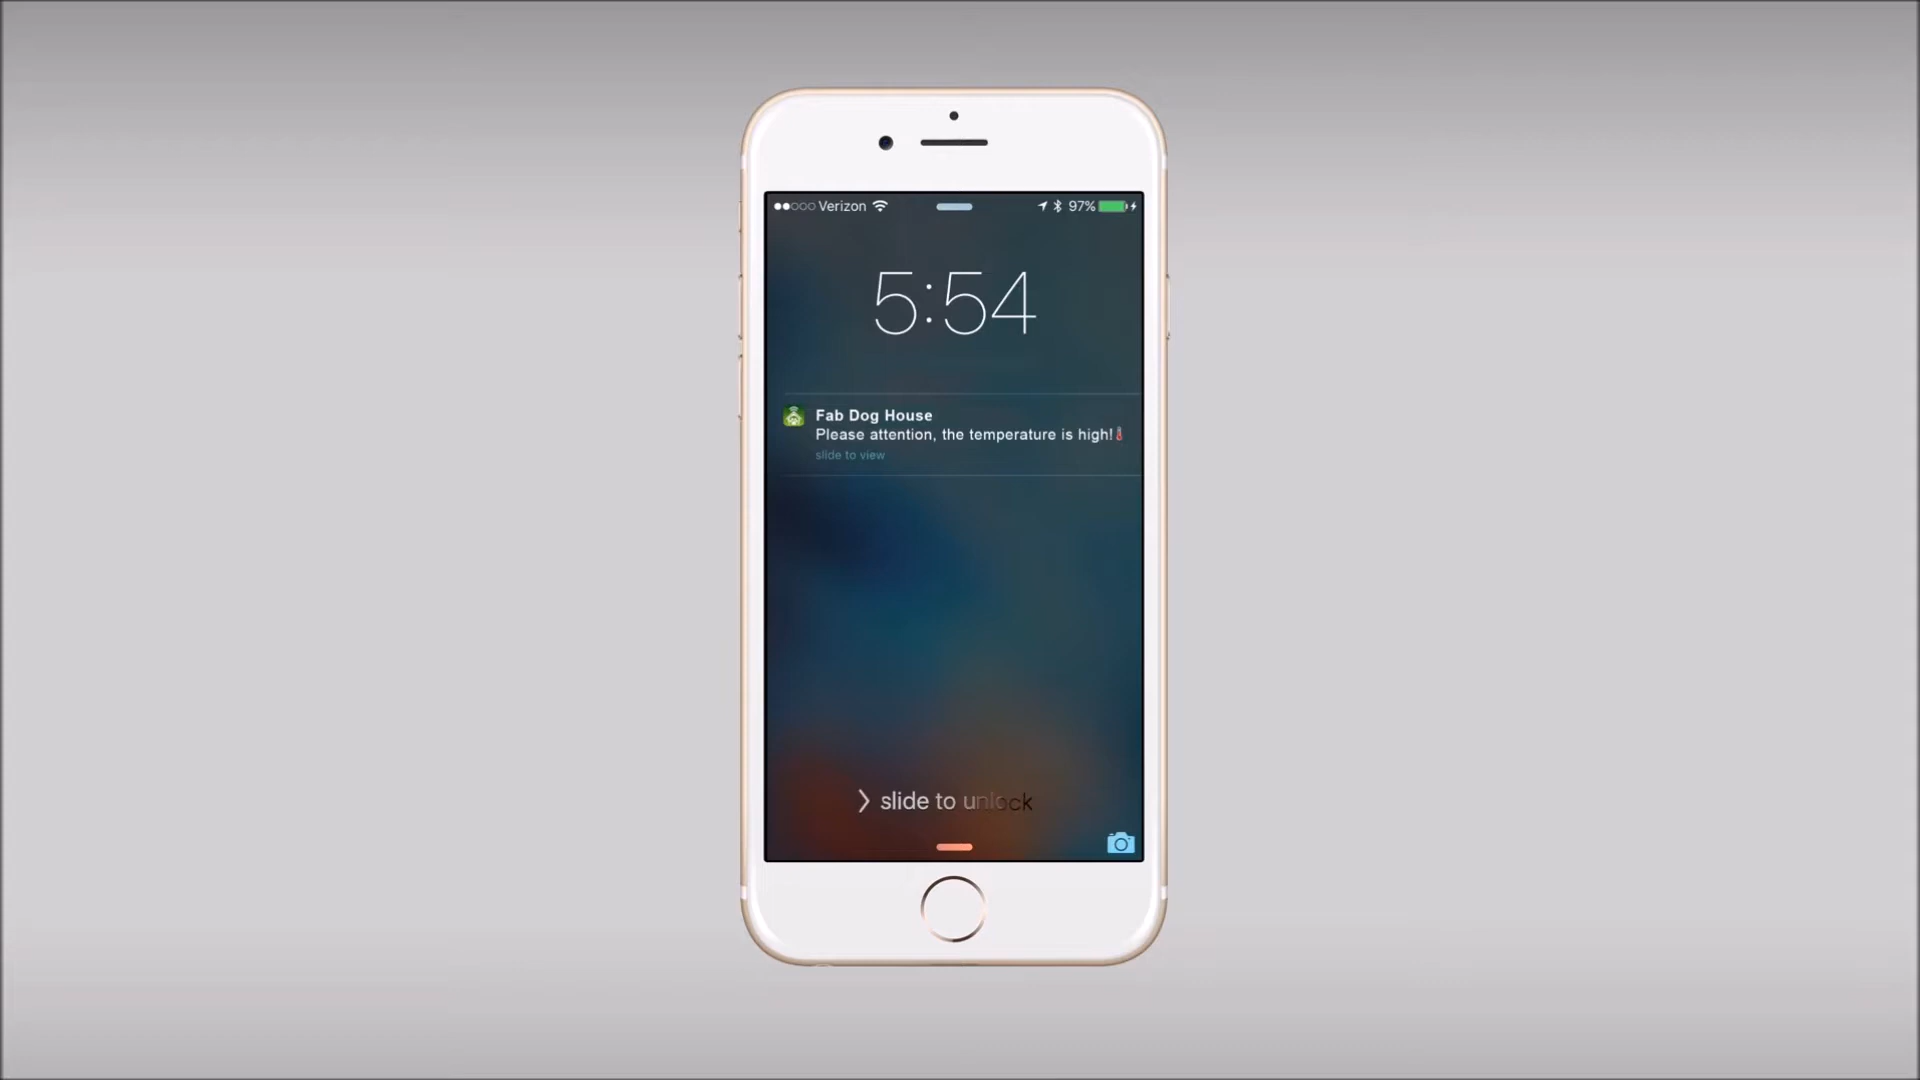 Verizon 97%
5:54
Fab Dog House
Please attention, the temperature is high!🌡
slide to view
slide to unlock